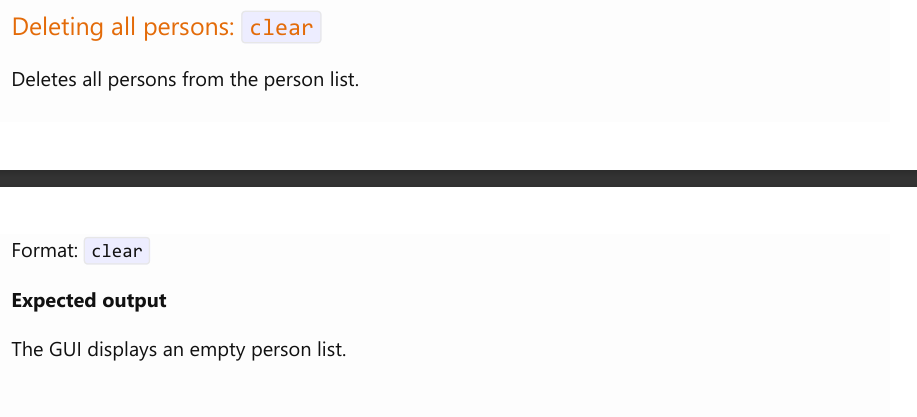 Deleting all persons: clear
Deletes all persons from the person list.
Format: clear
Expected output
The GUI displays an empty person list.